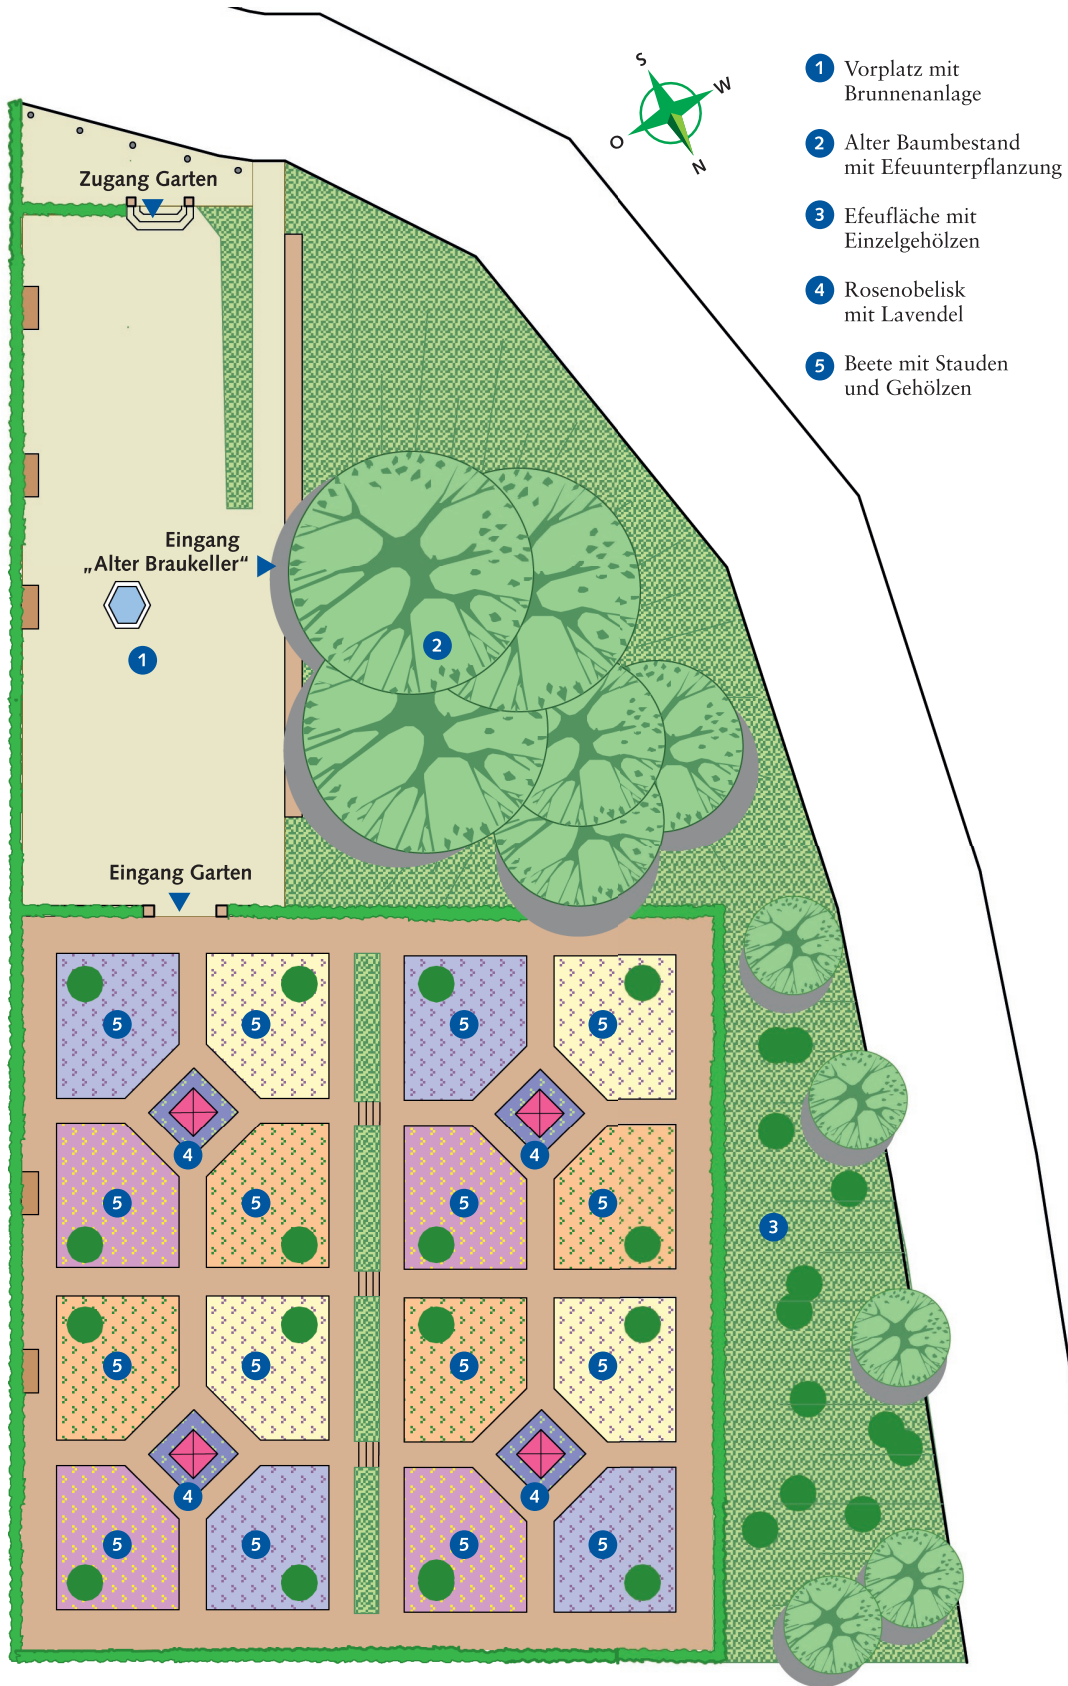 S
W
O
N
1 Vorplatz mit
Brunnenanlage
2 Alter Baumbestand
mit Efeuunterpflanzung
3 Efeufläche mit
Einzelgehölzen
4 Rosenobelisk
mit Lavendel
5 Beete mit Stauden
und Gehölzen
Zugang Garten
Eingang
„Alter Braukeller“
2
1
Eingang Garten
5 5 5 5
4 4
5 5 5 5
3
5 5 5 5
4 4
5 5 5 5